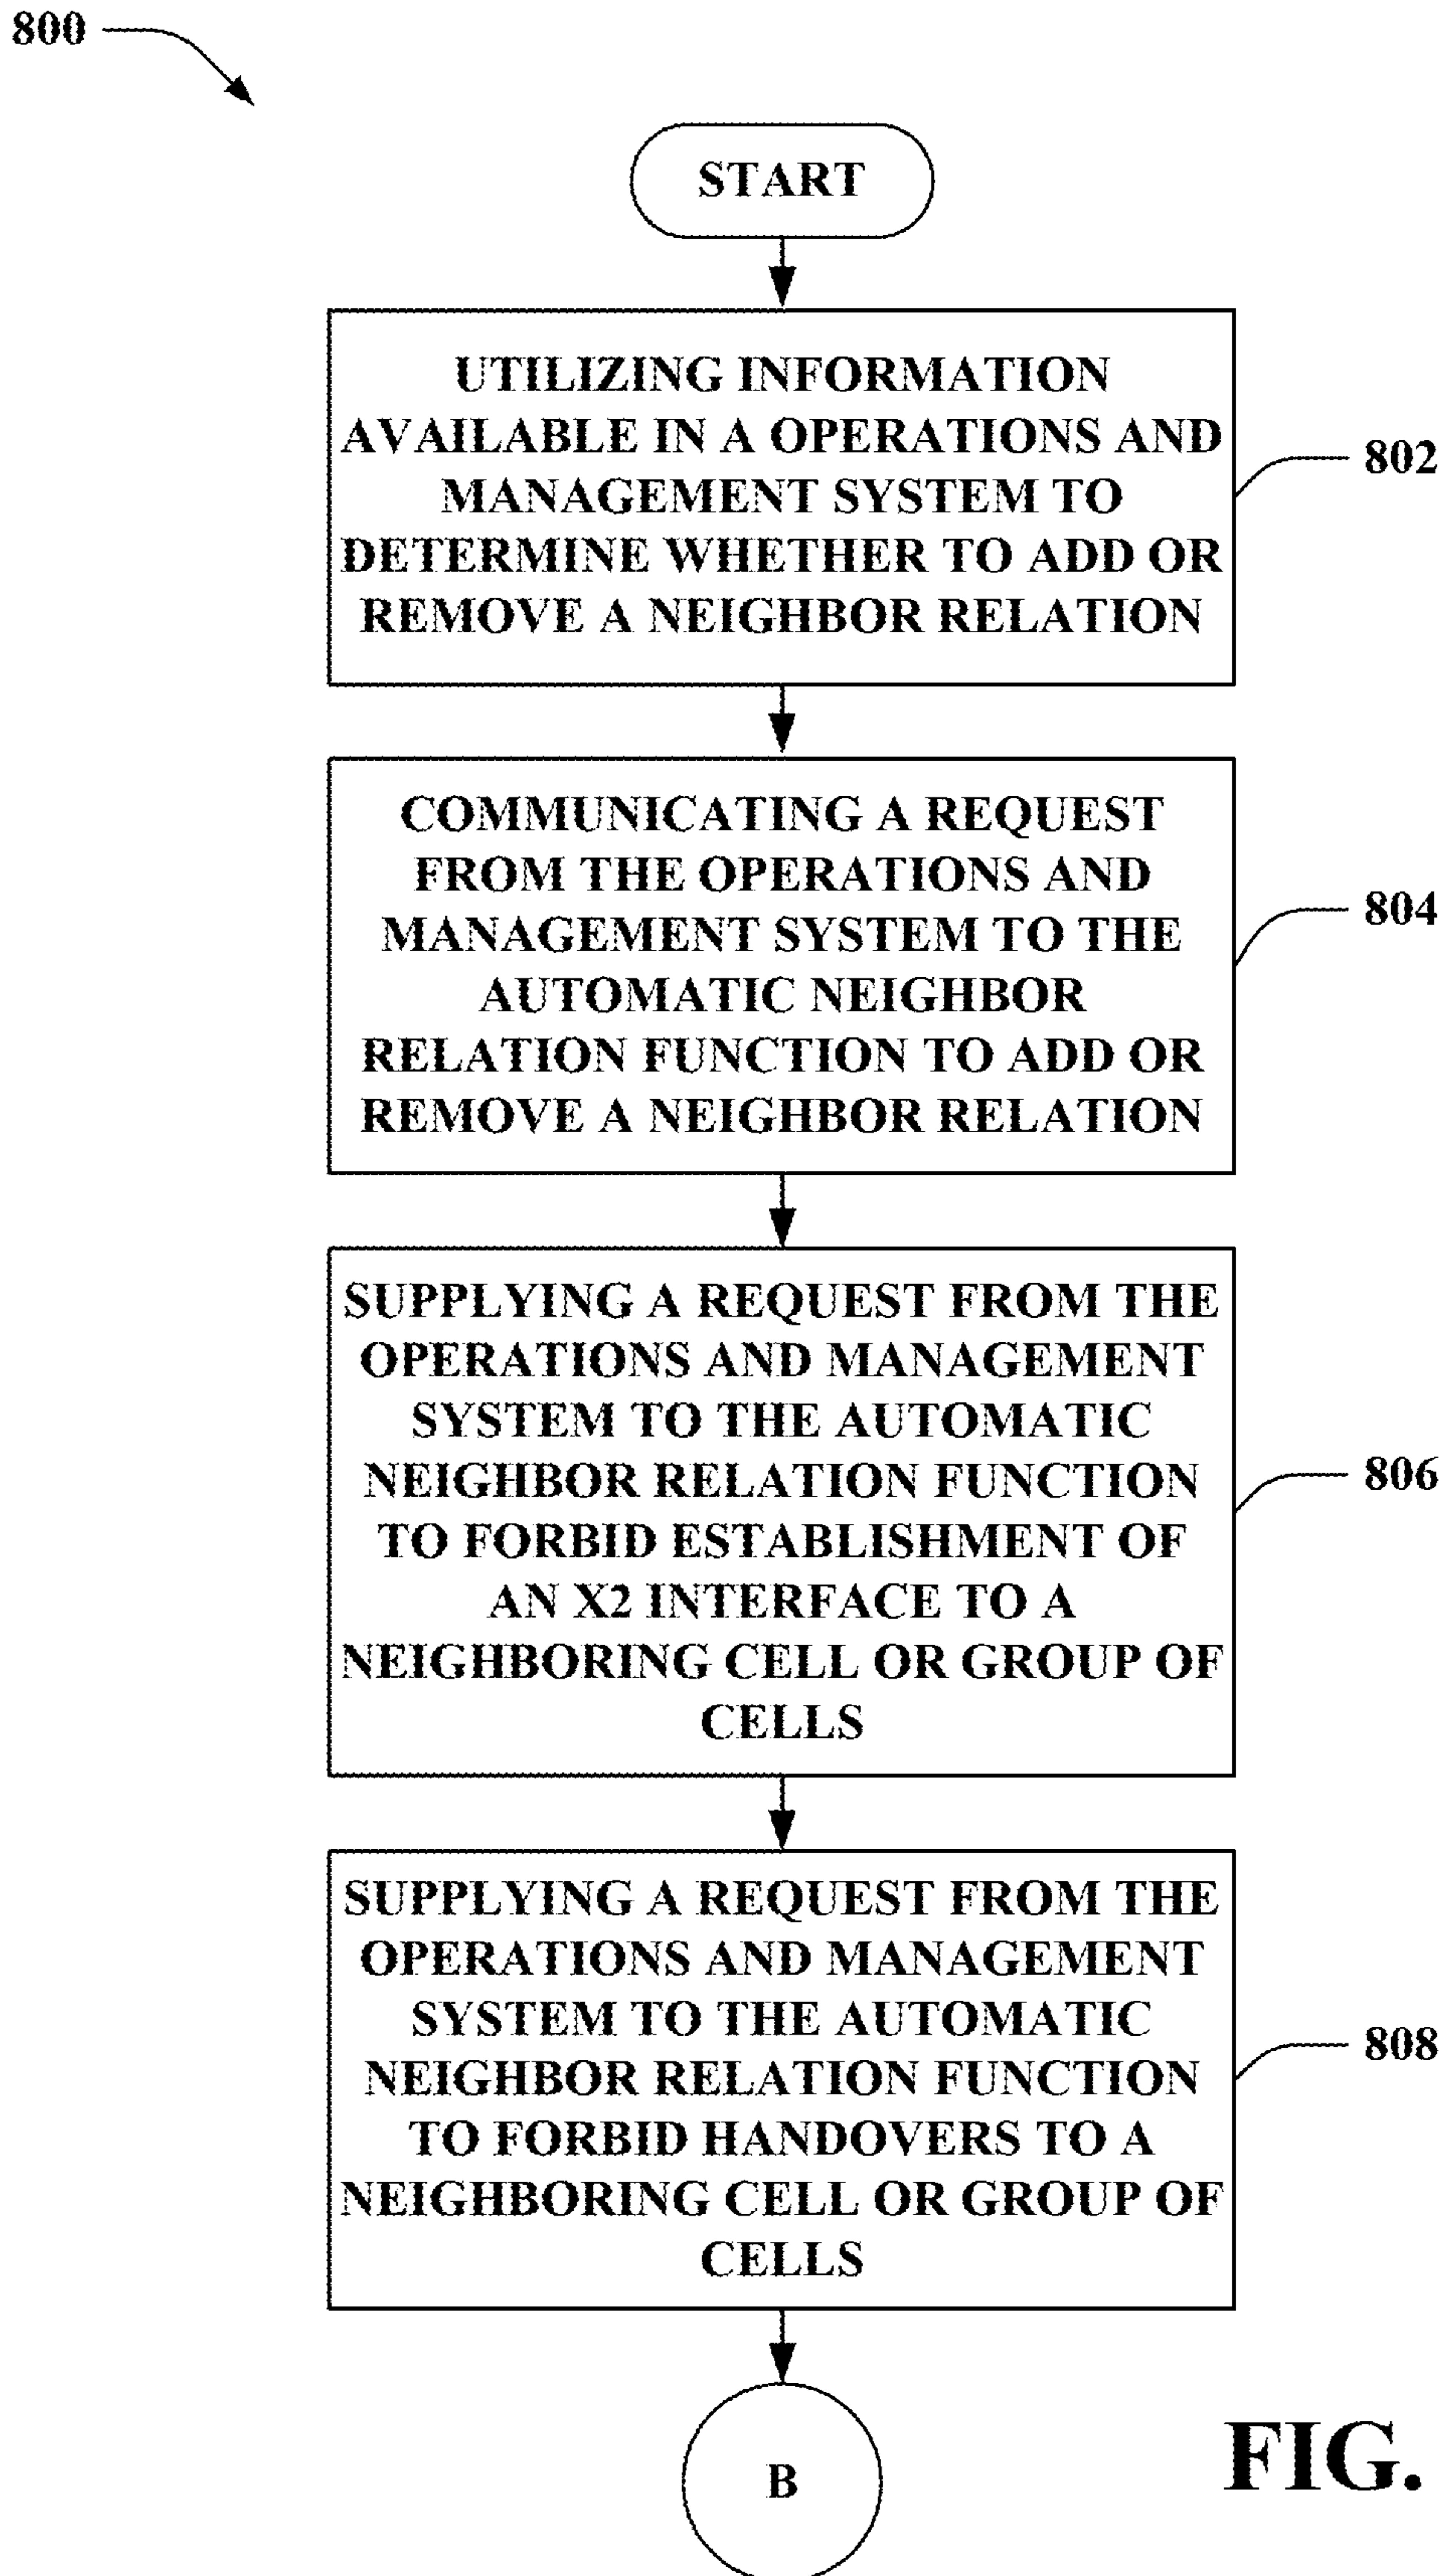 800
START
UTILIZING INFORMATION
AVAILABLE IN A OPERATIONS AND
MANAGEMENT SYSTEM TO
DETERMINE WHETHER TO ADD OR
REMOVE A NEIGHBOR RELATION
802
COMMUNICATING A REQUEST
FROM THE OPERATIONS AND
MANAGEMENT SYSTEM TO THE
AUTOMATIC NEIGHBOR
RELATION FUNCTION TO ADD OR
REMOVE A NEIGHBOR RELATION
804
SUPPLYING A REQUEST FROM THE
OPERATIONS AND MANAGEMENT
SYSTEM TO THE AUTOMATIC
NEIGHBOR RELATION FUNCTION
TO FORBID ESTABLISHMENT OF
AN X2 INTERFACE TO A
NEIGHBORING CELL OR GROUP OF
CELLS
806
SUPPLYING A REQUEST FROM THE
OPERATIONS AND MANAGEMENT
SYSTEM TO THE AUTOMATIC
NEIGHBOR RELATION FUNCTION
TO FORBID HANDOVERS TO A
NEIGHBORING CELL OR GROUP OF
CELLS
808
B
FIG.